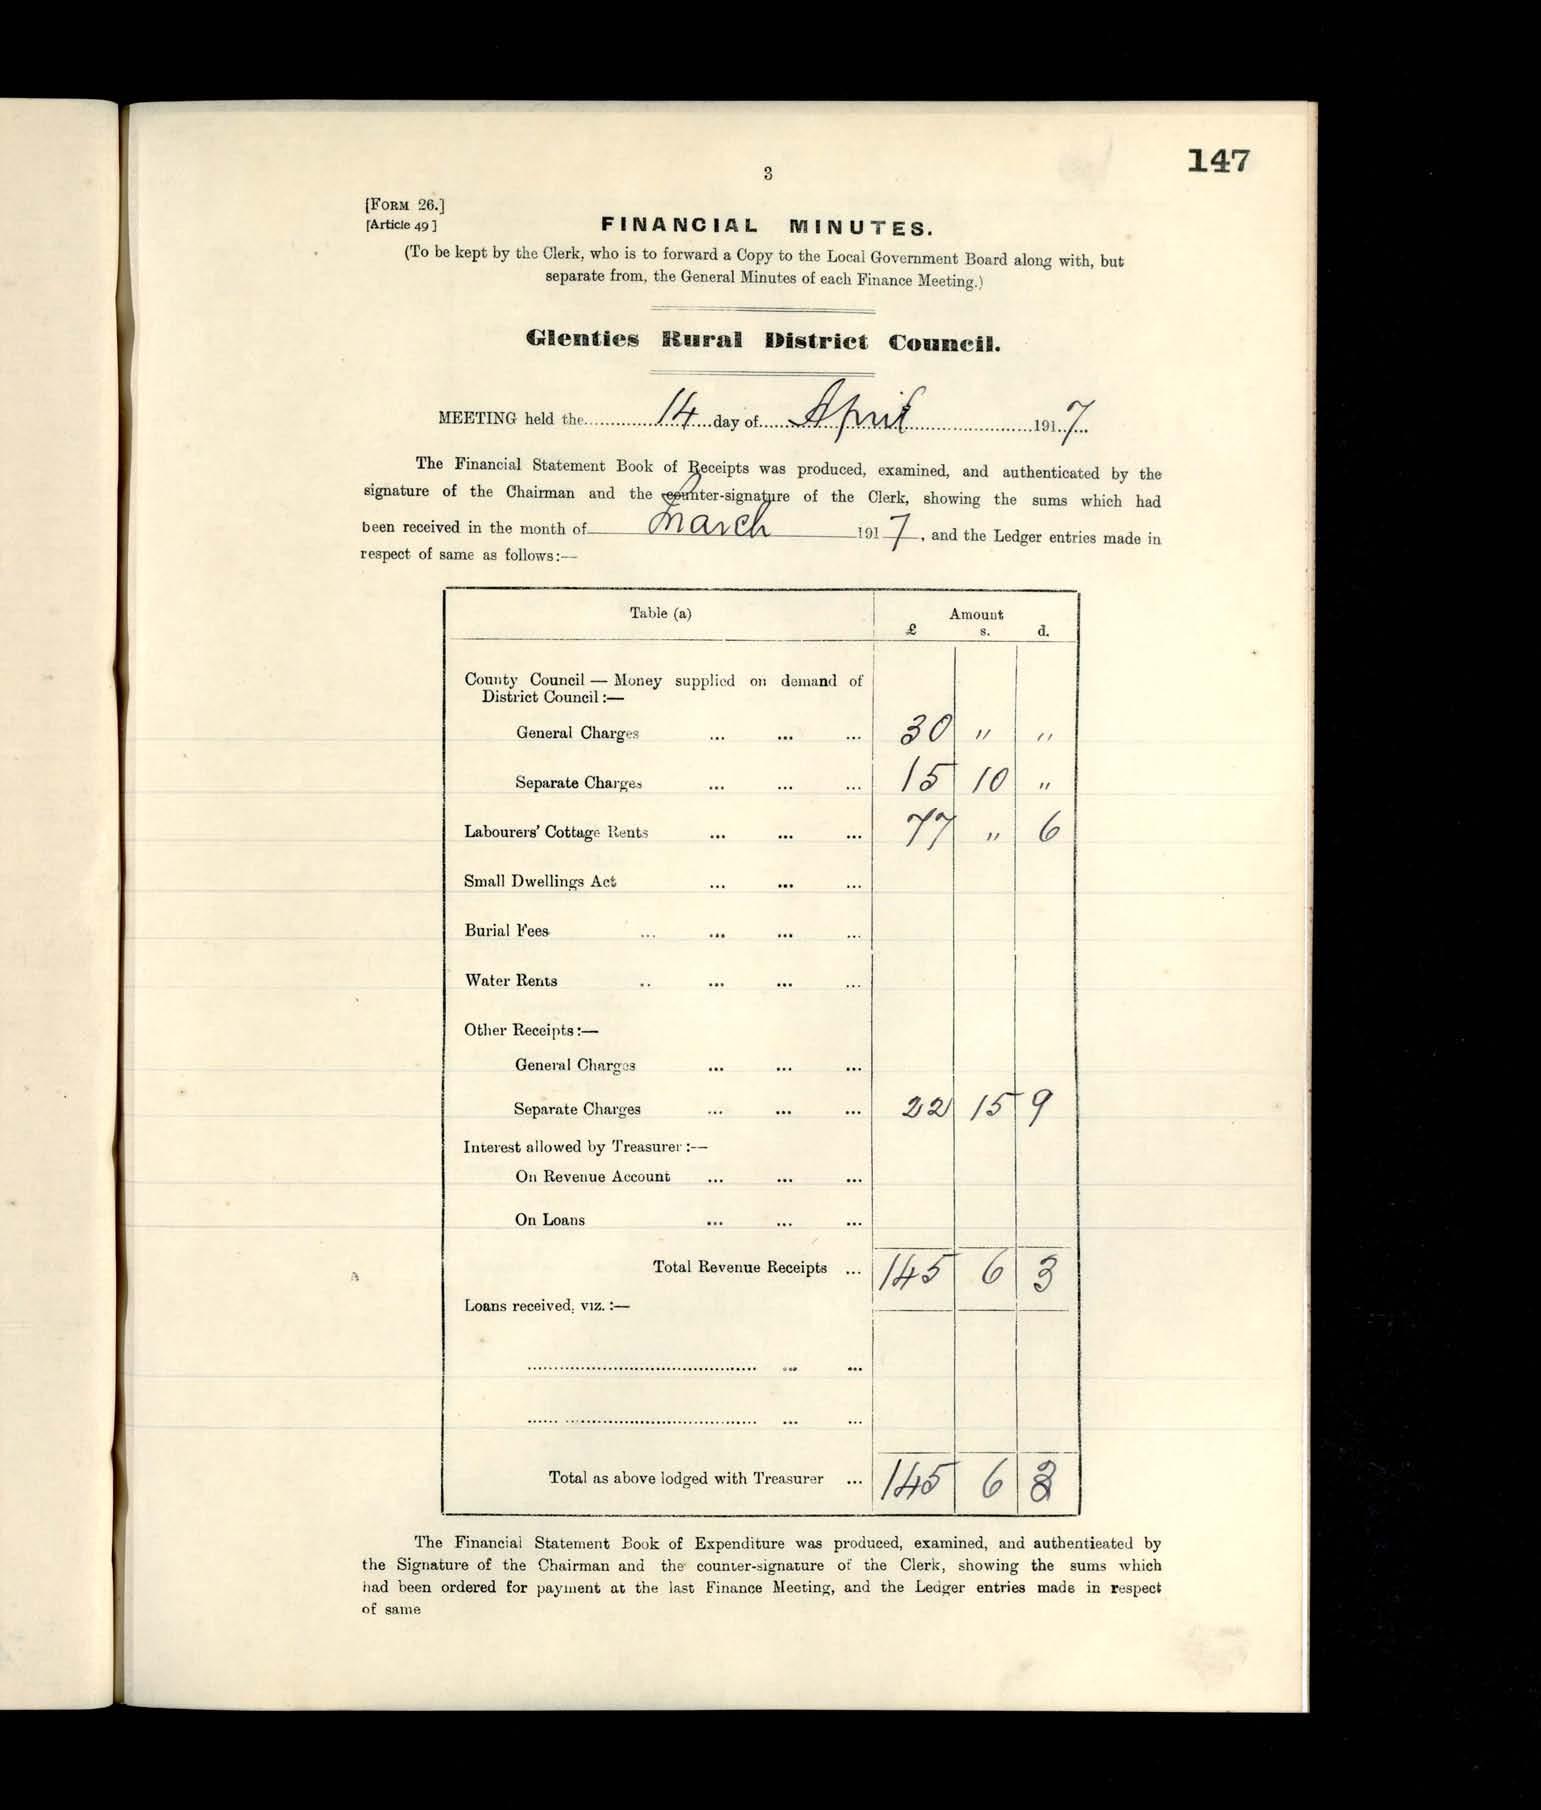 147
3
[FORM 26.]
[Article 49]
FINANCIAL MINUTES.
(To be kept by the Clerk, who is to forward a Copy to the Local Government Board along with, but
separate from, the General Minutes of each Finance Meeting.)
Glenties Rural District Council.
MEETING held the 14 day of April 1917
The Financial Statement Book of Receipts was produced, examined, and authenticated by the
signature of the Chairman and the counter-signature of the Clerk, showing the sums which had
been received in the month of March 1917, and the Ledger entries made in
respect of same as follows:—
Table (a) Amount
£ s. d.
County Council — Money supplied on demand of
District Council:—
General Charges ... ... ... 30 " "
Separate Charges ... ... ... 15 10 "
Labourers' Cottage Rents ... ... ... 77 " 6
Small Dwellings Act ... ... ...
Burial Fees ... ... ... ...
Water Rents .. ... ... ...
Other Receipts:—
General Charges ... ... ...
Separate Charges ... ... ... 22 15 9
Interest allowed by Treasurer:—
On Revenue Account ... ... ...
On Loans ... ... ...
Total Revenue Receipts ... 145 6 3
Loans received, viz.:—
Total as above lodged with Treasurer ... 145 6 3
The Financial Statement Book of Expenditure was produced, examined, and authenticated by
the Signature of the Chairman and the counter-signature of the Clerk, showing the sums which
had been ordered for payment at the last Finance Meeting, and the Ledger entries made in respect
of same